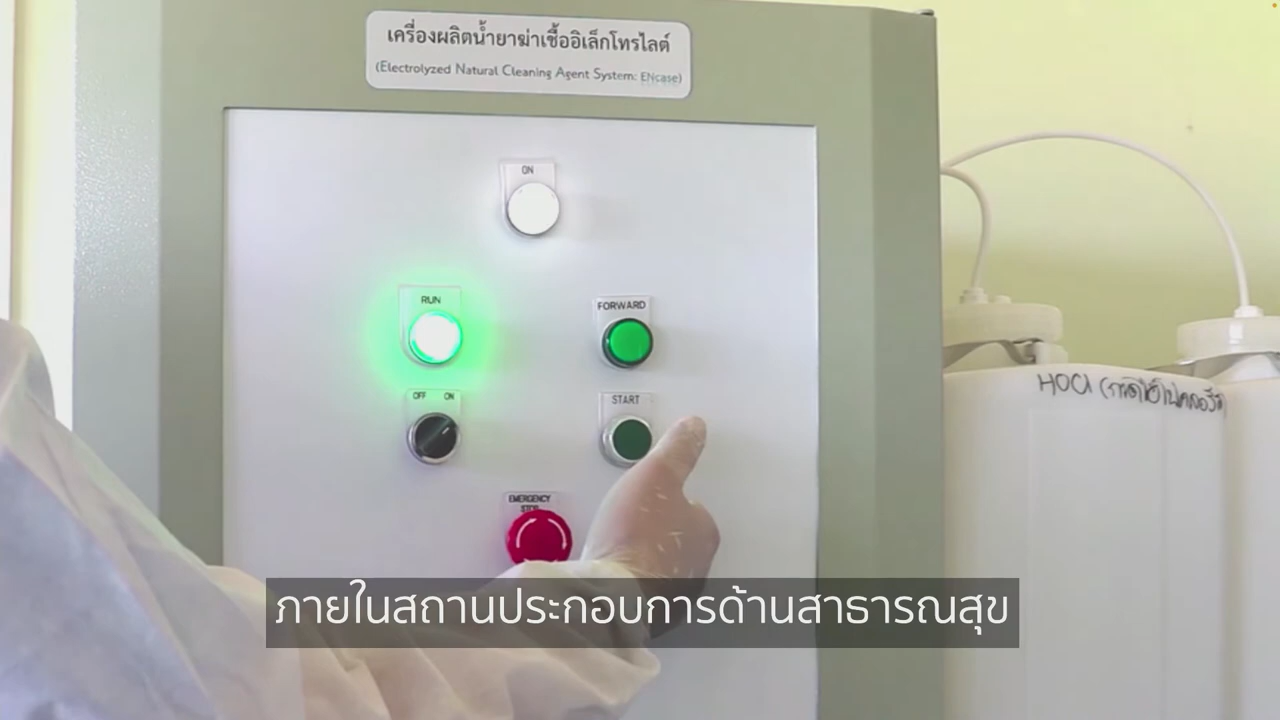 เครื่องผลิตน้ำยาฆ่าเชื้ออิเล็กโทรไลต์
(Electrolyzed Natural Cleaning Agent System: ENcase)
ON
RUN
FORWARD
OFF ON
START
EMERGENCY
STOP
HOCl
ภายในสถานประกอบการด้านสาธารณสุข